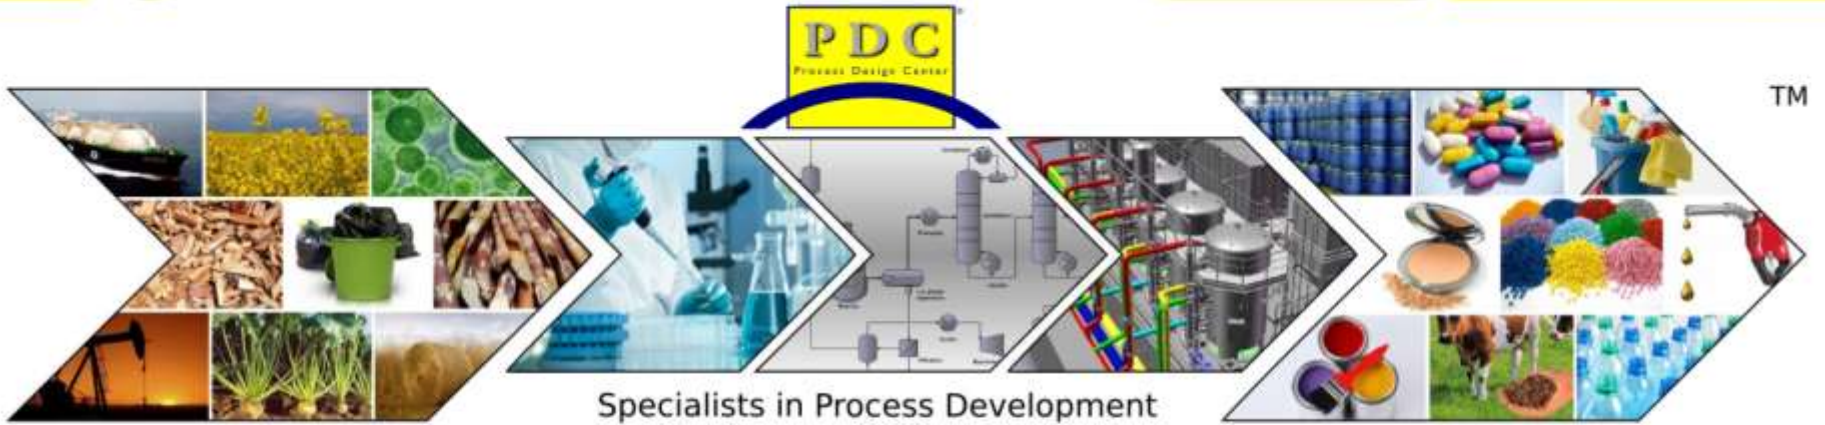 PDC
®
Process Design Center
TM
Specialists in Process Development